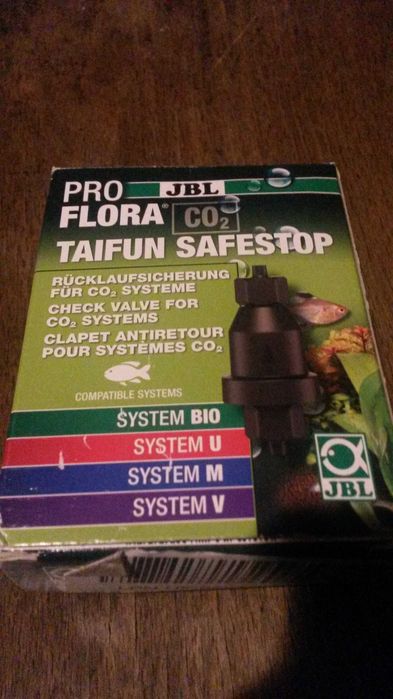 PRO JBL
FLORA® CO₂
TAIFUN SAFESTOP
RÜCKLAUFSICHERUNG
FÜR CO₂ SYSTEME
CHECK VALVE FOR
CO₂ SYSTEMS
CLAPET ANTIRETOUR
POUR SYSTÈMES CO₂
COMPATIBLE SYSTEMS
SYSTEM BIO
SYSTEM U
SYSTEM M
SYSTEM V
JBL